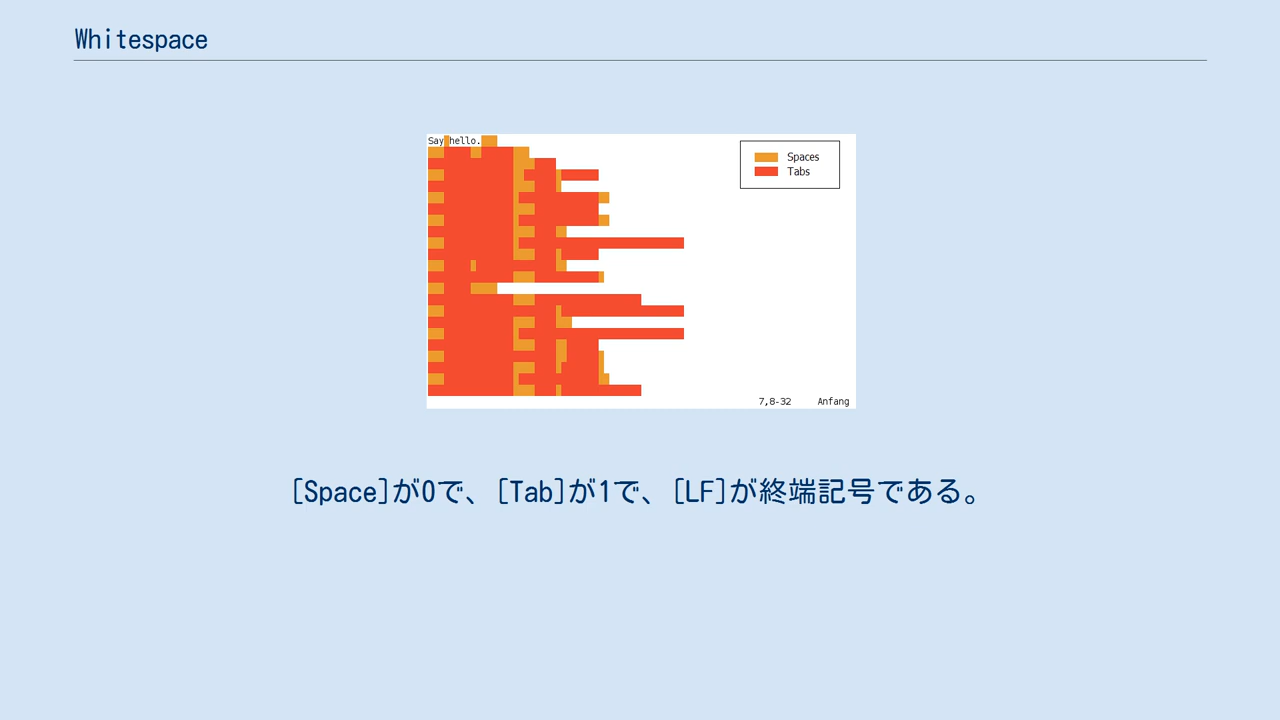 Whitespace
Say hello.
Spaces
Tabs
7,8-32 Anfang
[Space]が0で、[Tab]が1で、[LF]が終端記号である。